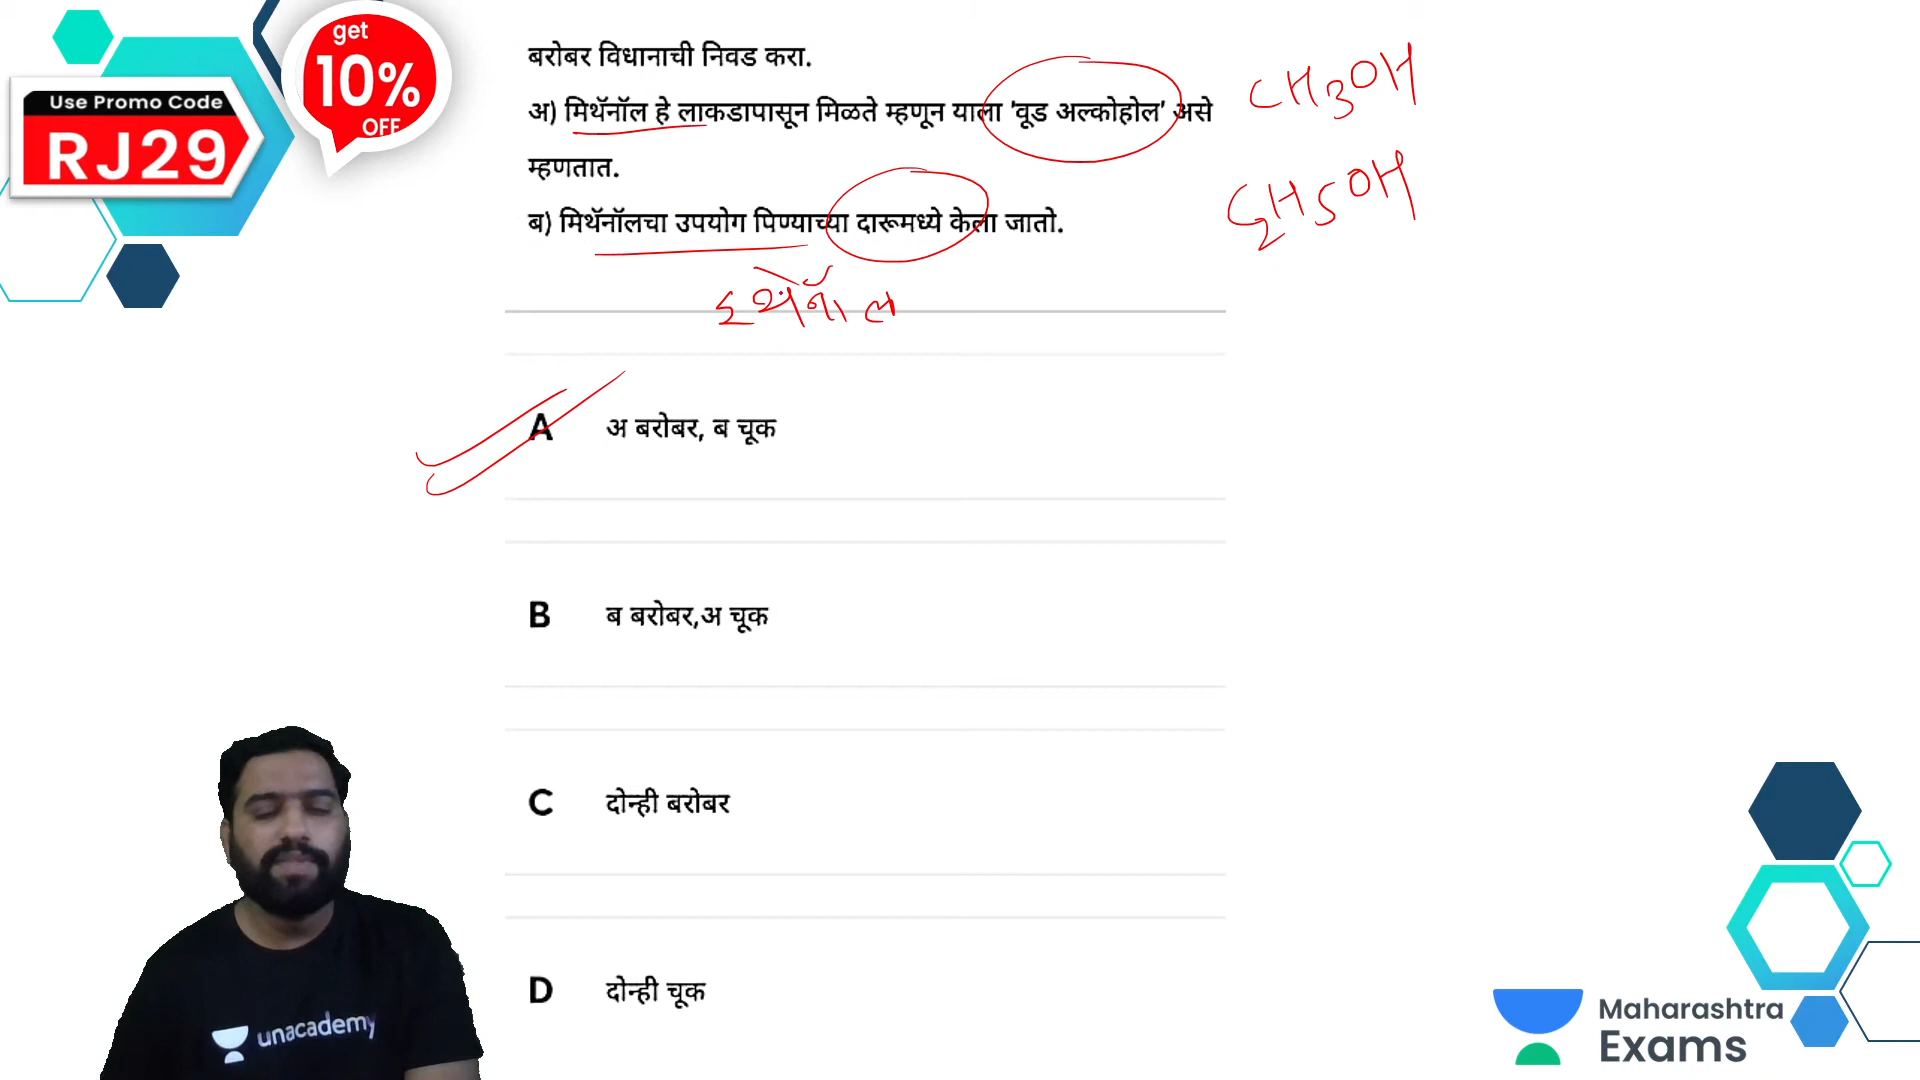 get
10%
OFF
Use Promo Code
RJ29
बरोबर विधानाची निवड करा.
अ) मिथॅनॉल हे लाकडापासून मिळते म्हणून याला 'वूड अल्कोहोल' असे
म्हणतात.
ब) मिथॅनॉलचा उपयोग पिण्याच्या दारूमध्ये केला जातो.
CH3OH
C2H5OH
इथेनॉल
A अ बरोबर, ब चूक
B ब बरोबर,अ चूक
C दोन्ही बरोबर
D दोन्ही चूक
unacademy
Maharashtra
Exams